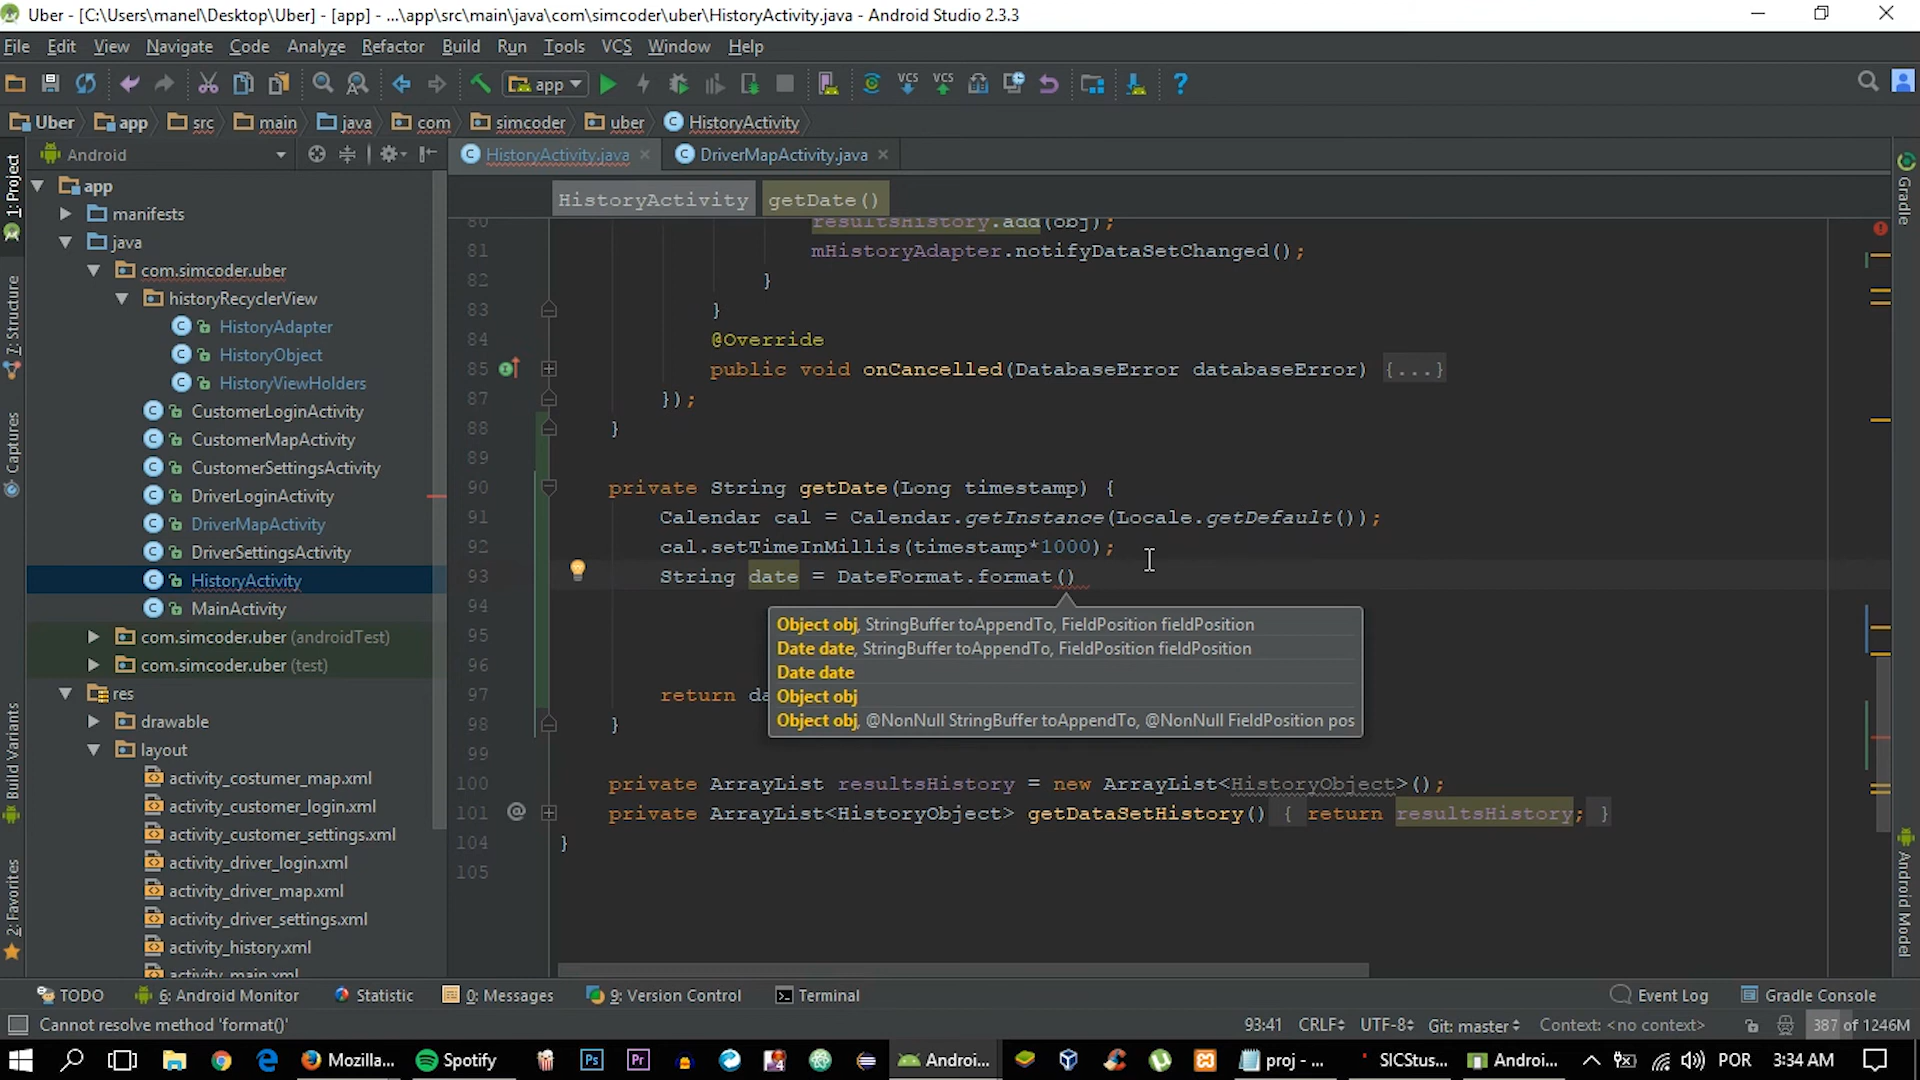 Uber - [C:\Users\manel\Desktop\Uber] - [app] - ...\app\src\main\java\com\simcoder\uber\HistoryActivity.java - Android Studio 2.3.3
File Edit View Navigate Code Analyze Refactor Build Run Tools VCS Window Help
app
VCS VCS
Uber app src main java com simcoder uber HistoryActivity
Android
HistoryActivity.java DriverMapActivity.java
HistoryActivity getDate()
1: Project
7: Structure
Captures
Build Variants
2: Favorites
app
manifests
java
com.simcoder.uber
historyRecyclerView
HistoryAdapter
HistoryObject
HistoryViewHolders
CustomerLoginActivity
CustomerMapActivity
CustomerSettingsActivity
DriverLoginActivity
DriverMapActivity
DriverSettingsActivity
HistoryActivity
MainActivity
com.simcoder.uber (androidTest)
com.simcoder.uber (test)
res
drawable
layout
activity_costumer_map.xml
activity_customer_login.xml
activity_customer_settings.xml
activity_driver_login.xml
activity_driver_map.xml
activity_driver_settings.xml
activity_history.xml
activity_main.xml
80 resultsHistory.add(obj);
81 mHistoryAdapter.notifyDataSetChanged();
82 }
83 }
84 @Override
85 public void onCancelled(DatabaseError databaseError) {...}
87 });
88 }
89
90 private String getDate(Long timestamp) {
91 Calendar cal = Calendar.getInstance(Locale.getDefault());
92 cal.setTimeInMillis(timestamp*1000);
93 String date = DateFormat.format()
94
95
96
97 return da
98 }
99
100 private ArrayList resultsHistory = new ArrayList<HistoryObject>();
101 private ArrayList<HistoryObject> getDataSetHistory() { return resultsHistory; }
104 }
105
Object obj, StringBuffer toAppendTo, FieldPosition fieldPosition
Date date, StringBuffer toAppendTo, FieldPosition fieldPosition
Date date
Object obj
Object obj, @NonNull StringBuffer toAppendTo, @NonNull FieldPosition pos
Gradle
Android Model
TODO 6: Android Monitor Statistic 0: Messages 9: Version Control Terminal Event Log Gradle Console
Cannot resolve method 'format()' 93:41 CRLF UTF-8 Git: master Context: <no context> 387 of 1246M
Mozilla... Spotify Ps Pr Androi... proj - ... SICStus... Androi... POR 3:34 AM